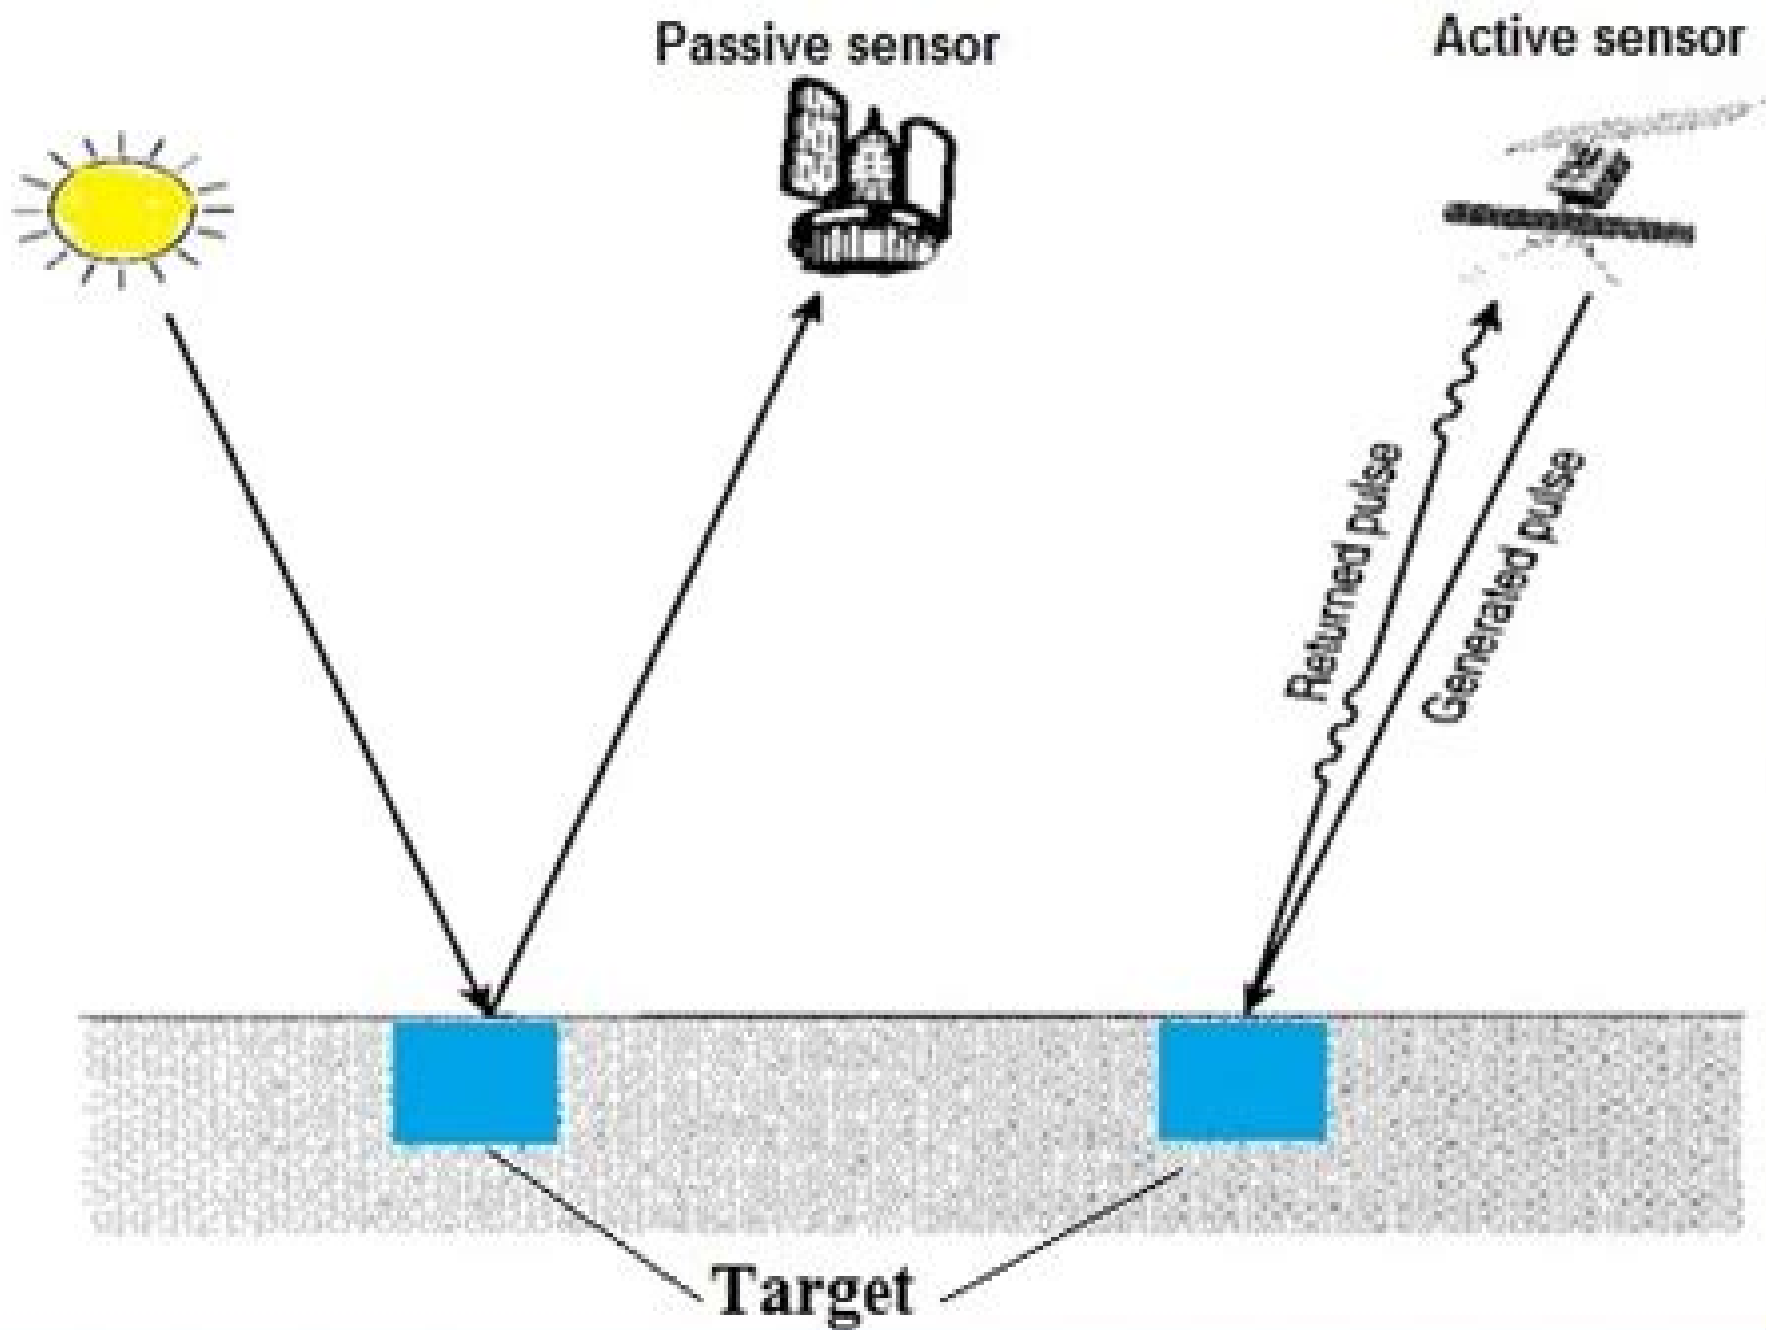 Passive sensor
Active sensor
Returned pulse
Generated pulse
Target